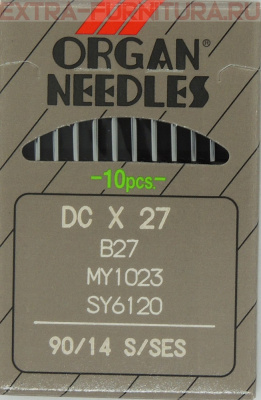 EXTRA-FURNITURA.RU
ORGAN®
NEEDLES
-10pcs.-
DC X 27
B27
MY1023
SY6120
90/14 S/SES